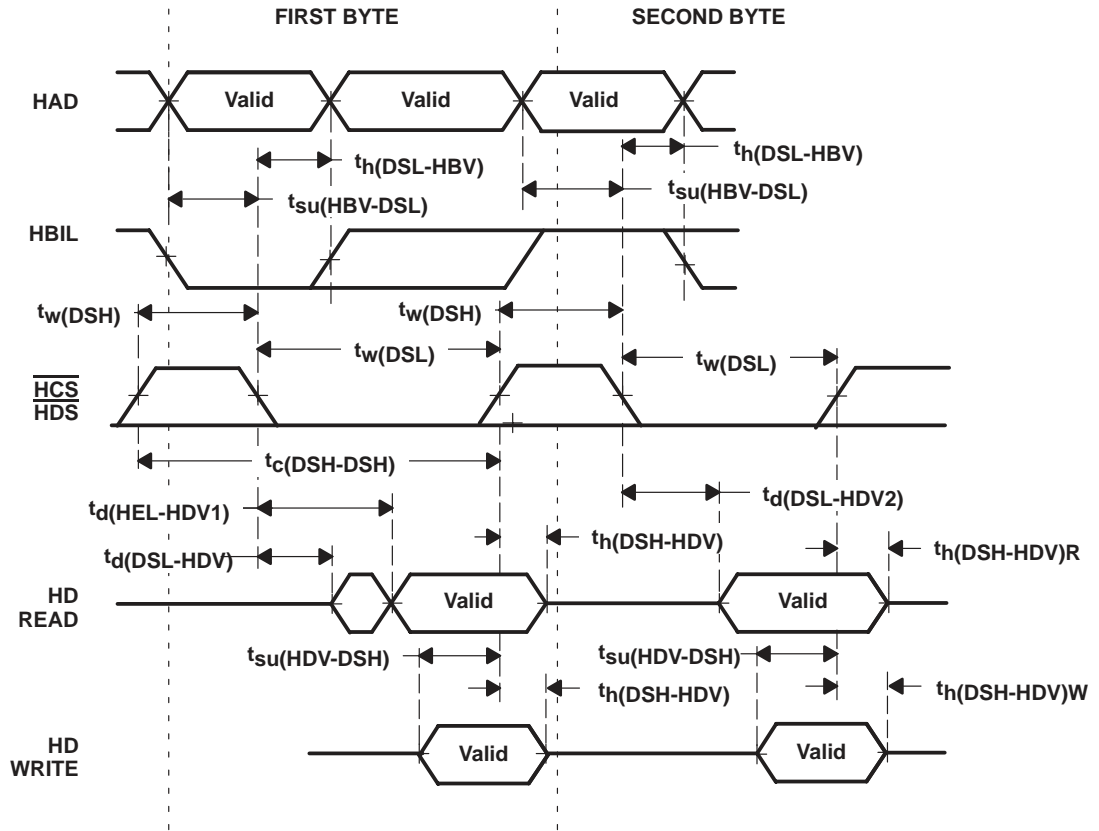 FIRST BYTE
SECOND BYTE
HAD
Valid
Valid
Valid
th(DSL-HBV)
th(DSL-HBV)
tsu(HBV-DSL)
tsu(HBV-DSL)
HBIL
tw(DSH)
tw(DSH)
tw(DSL)
tw(DSL)
HCS
HDS
tc(DSH-DSH)
td(HEL-HDV1)
td(DSL-HDV2)
td(DSL-HDV)
th(DSH-HDV)
th(DSH-HDV)R
HD
READ
Valid
Valid
tsu(HDV-DSH)
tsu(HDV-DSH)
th(DSH-HDV)
th(DSH-HDV)W
HD
WRITE
Valid
Valid